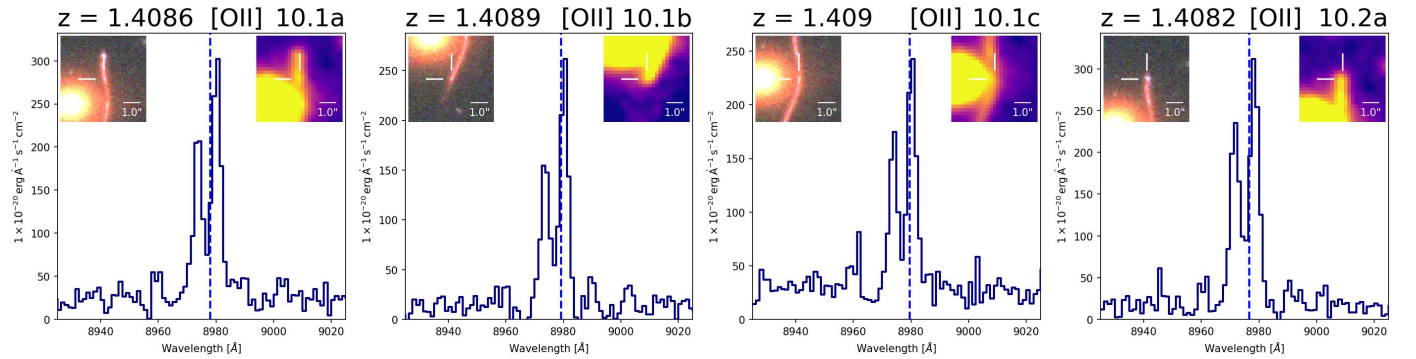 z = 1.4086 [OII] 10.1a
300
250
200
150
100
50
0
1 × 10⁻²⁰ erg Å⁻¹ s⁻¹ cm⁻²
1.0"
1.0"
8940 8960 8980 9000 9020
Wavelength [Å]
z = 1.4089 [OII] 10.1b
250
200
150
100
50
0
1 × 10⁻²⁰ erg Å⁻¹ s⁻¹ cm⁻²
1.0"
1.0"
8940 8960 8980 9000 9020
Wavelength [Å]
z = 1.409 [OII] 10.1c
250
200
150
100
50
0
1 × 10⁻²⁰ erg Å⁻¹ s⁻¹ cm⁻²
1.0"
1.0"
8940 8960 8980 9000 9020
Wavelength [Å]
z = 1.4082 [OII] 10.2a
300
250
200
150
100
50
0
1 × 10⁻²⁰ erg Å⁻¹ s⁻¹ cm⁻²
1.0"
1.0"
8940 8960 8980 9000 9020
Wavelength [Å]